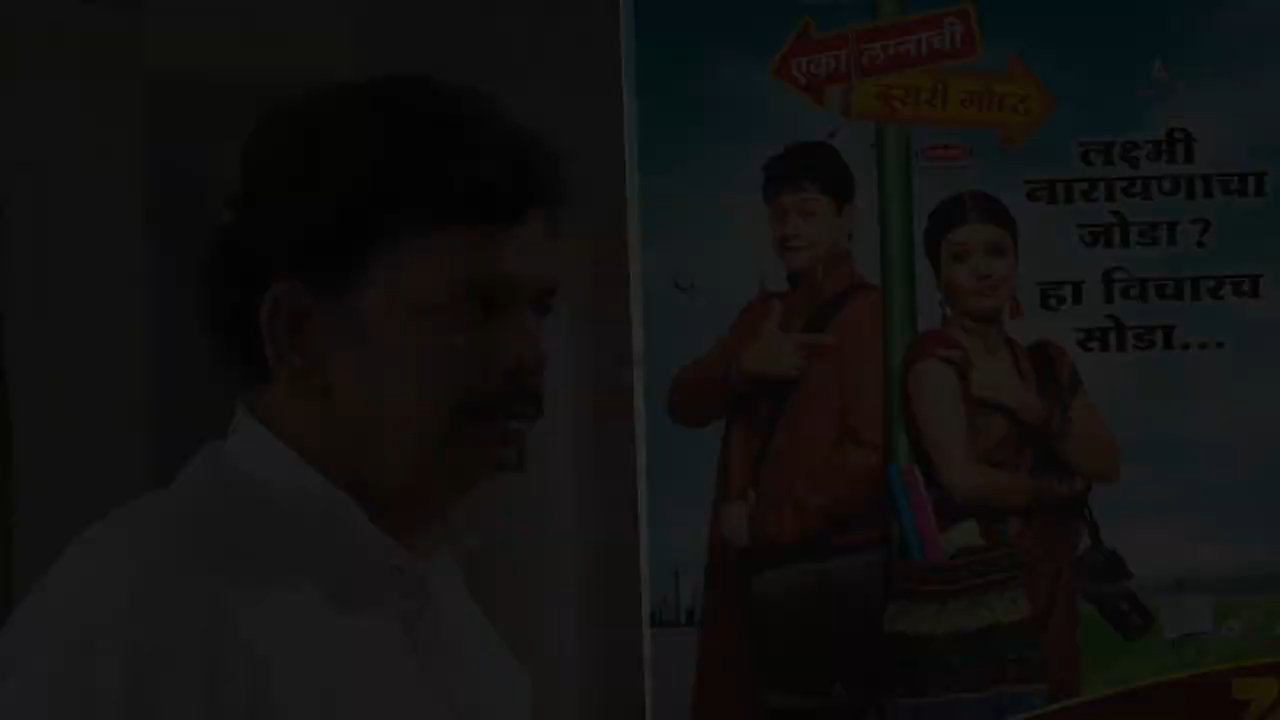 एका लग्नाची
दुसरी गोष्ट
लक्ष्मी
नारायणाचा
जोडा?
हा विचारच
सोडा...